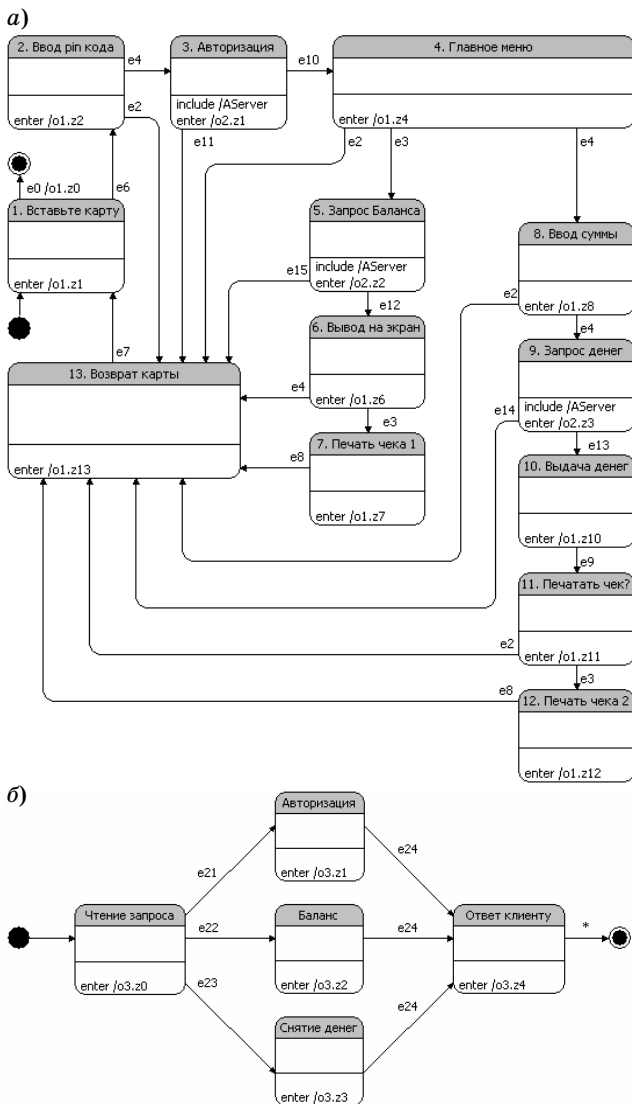 а)
2. Ввод pin кода
enter /o1.z2
e4
3. Авторизация
include /AServer
enter /o2.z1
e10
4. Главное меню
enter /o1.z4
e2
e11
e2
e3
e4
e0 /o1.z0
e6
1. Вставьте карту
enter /o1.z1
5. Запрос Баланса
include /AServer
enter /o2.z2
e15
e12
8. Ввод суммы
enter /o1.z8
e2
e4
6. Вывод на экран
enter /o1.z6
e4
e3
e7
13. Возврат карты
enter /o1.z13
9. Запрос денег
include /AServer
enter /o2.z3
e14
e13
7. Печать чека 1
enter /o1.z7
e8
10. Выдача денег
enter /o1.z10
e9
11. Печатать чек?
enter /o1.z11
e2
e3
12. Печать чека 2
enter /o1.z12
e8
б)
Авторизация
enter /o3.z1
e21
e24
Чтение запроса
enter /o3.z0
e22
Баланс
enter /o3.z2
e24
Ответ клиенту
enter /o3.z4
*
e23
e24
Снятие денег
enter /o3.z3